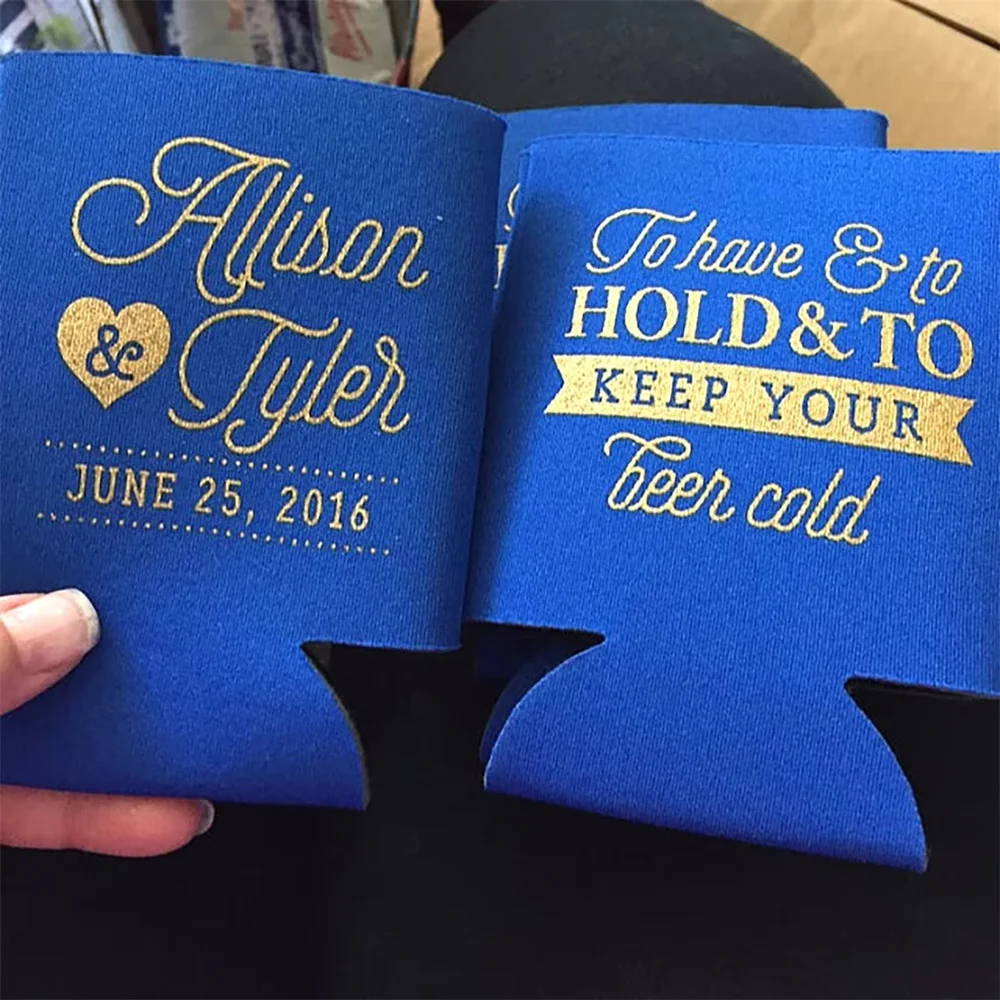 Allison
& Tyler
JUNE 25, 2016
To have & to
HOLD & TO
KEEP YOUR
beer cold